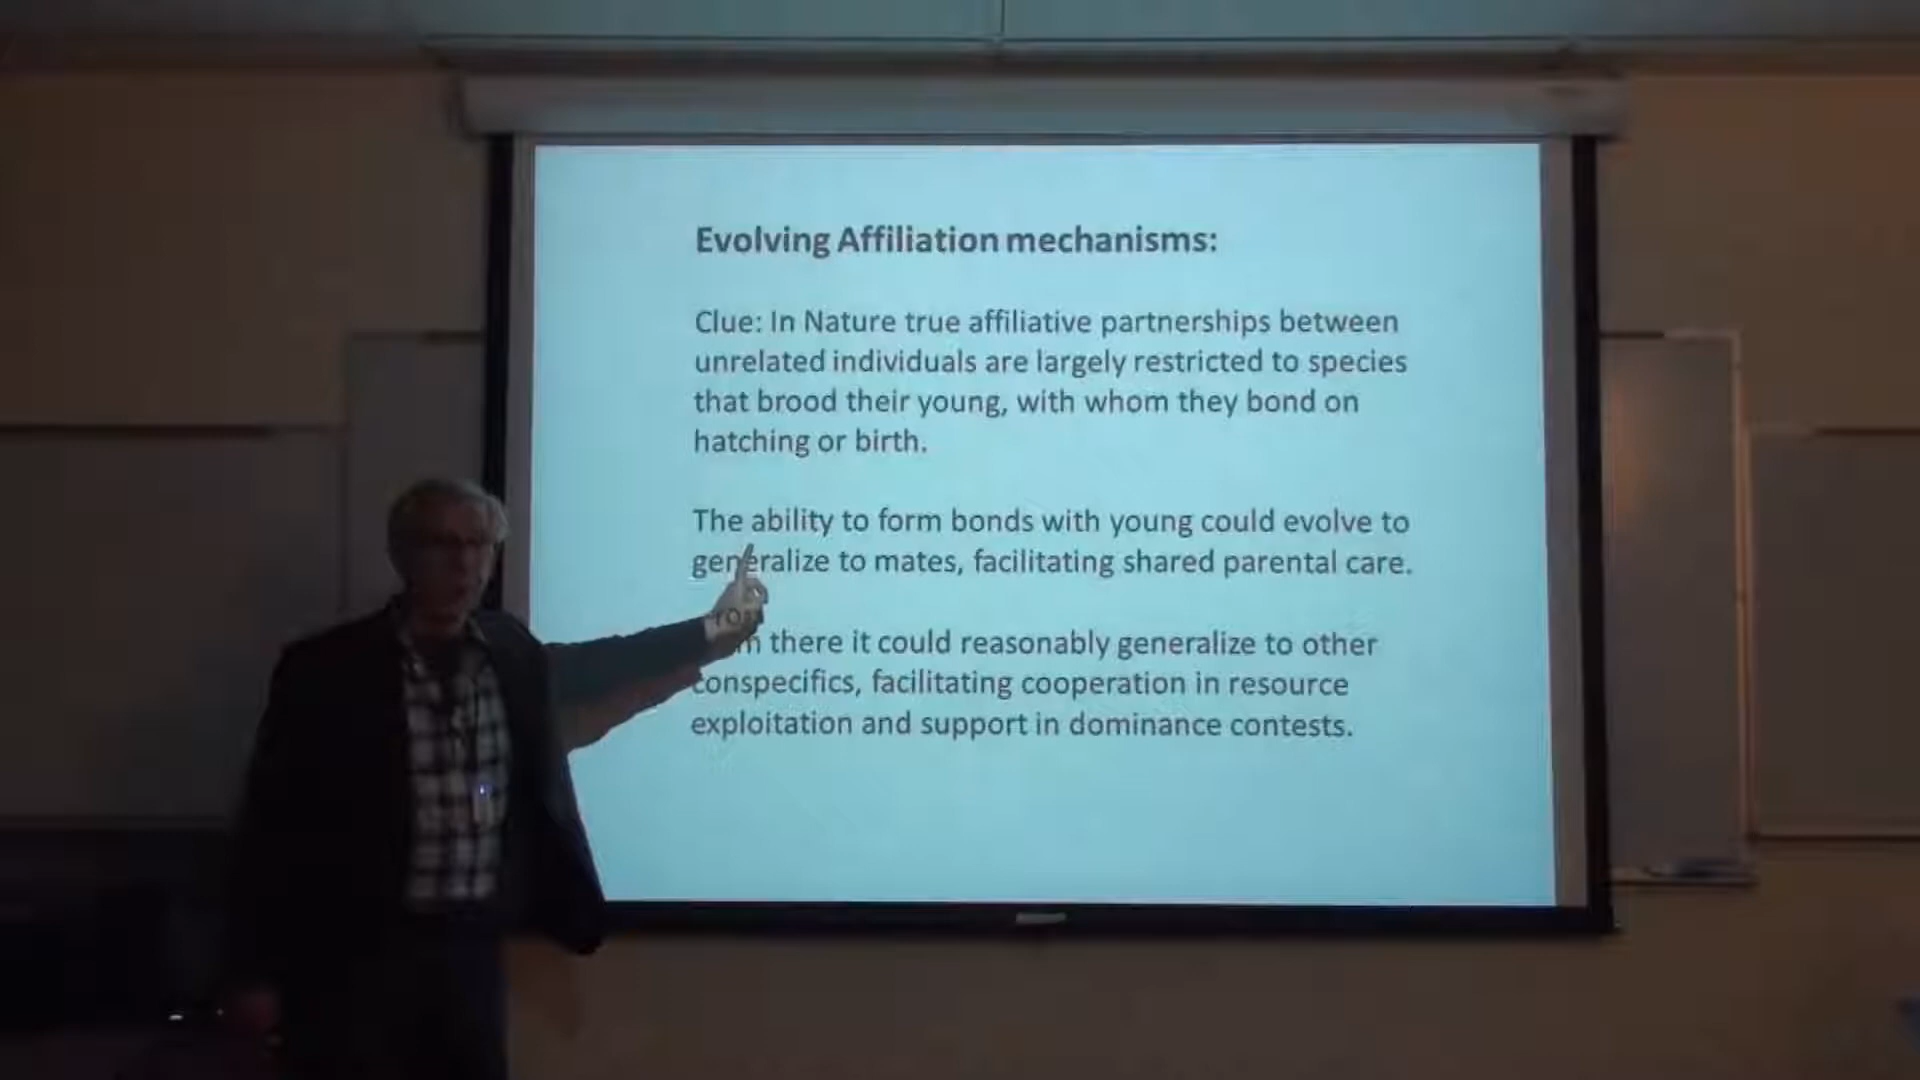 Evolving Affiliation mechanisms:
Clue: In Nature true affiliative partnerships between
unrelated individuals are largely restricted to species
that brood their young, with whom they bond on
hatching or birth.
The ability to form bonds with young could evolve to
generalize to mates, facilitating shared parental care.
From there it could reasonably generalize to other
conspecifics, facilitating cooperation in resource
exploitation and support in dominance contests.